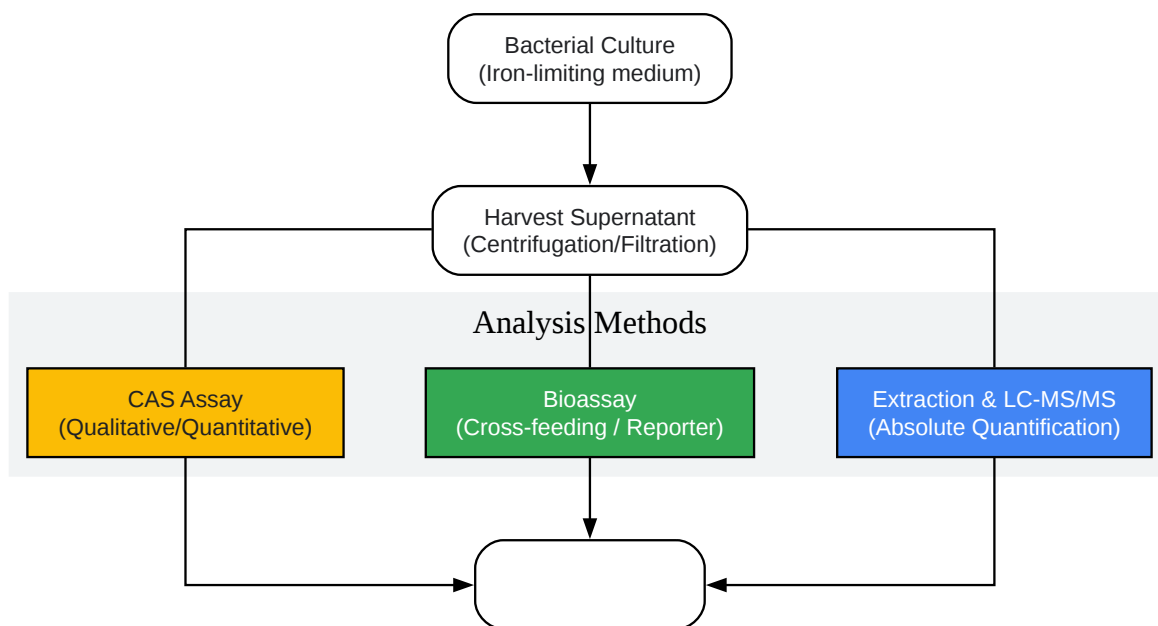 Bacterial Culture
(Iron-limiting medium)
Harvest Supernatant
(Centrifugation/Filtration)
Analysis Methods
CAS Assay
(Qualitative/Quantitative)
Bioassay
(Cross-feeding / Reporter)
Extraction & LC-MS/MS
(Absolute Quantification)